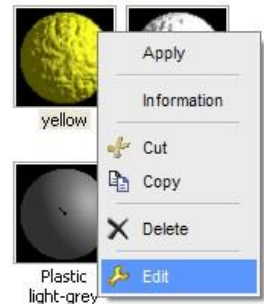 Apply
Information
yellow
Cut
Copy
Delete
Edit
Plastic
light-grey